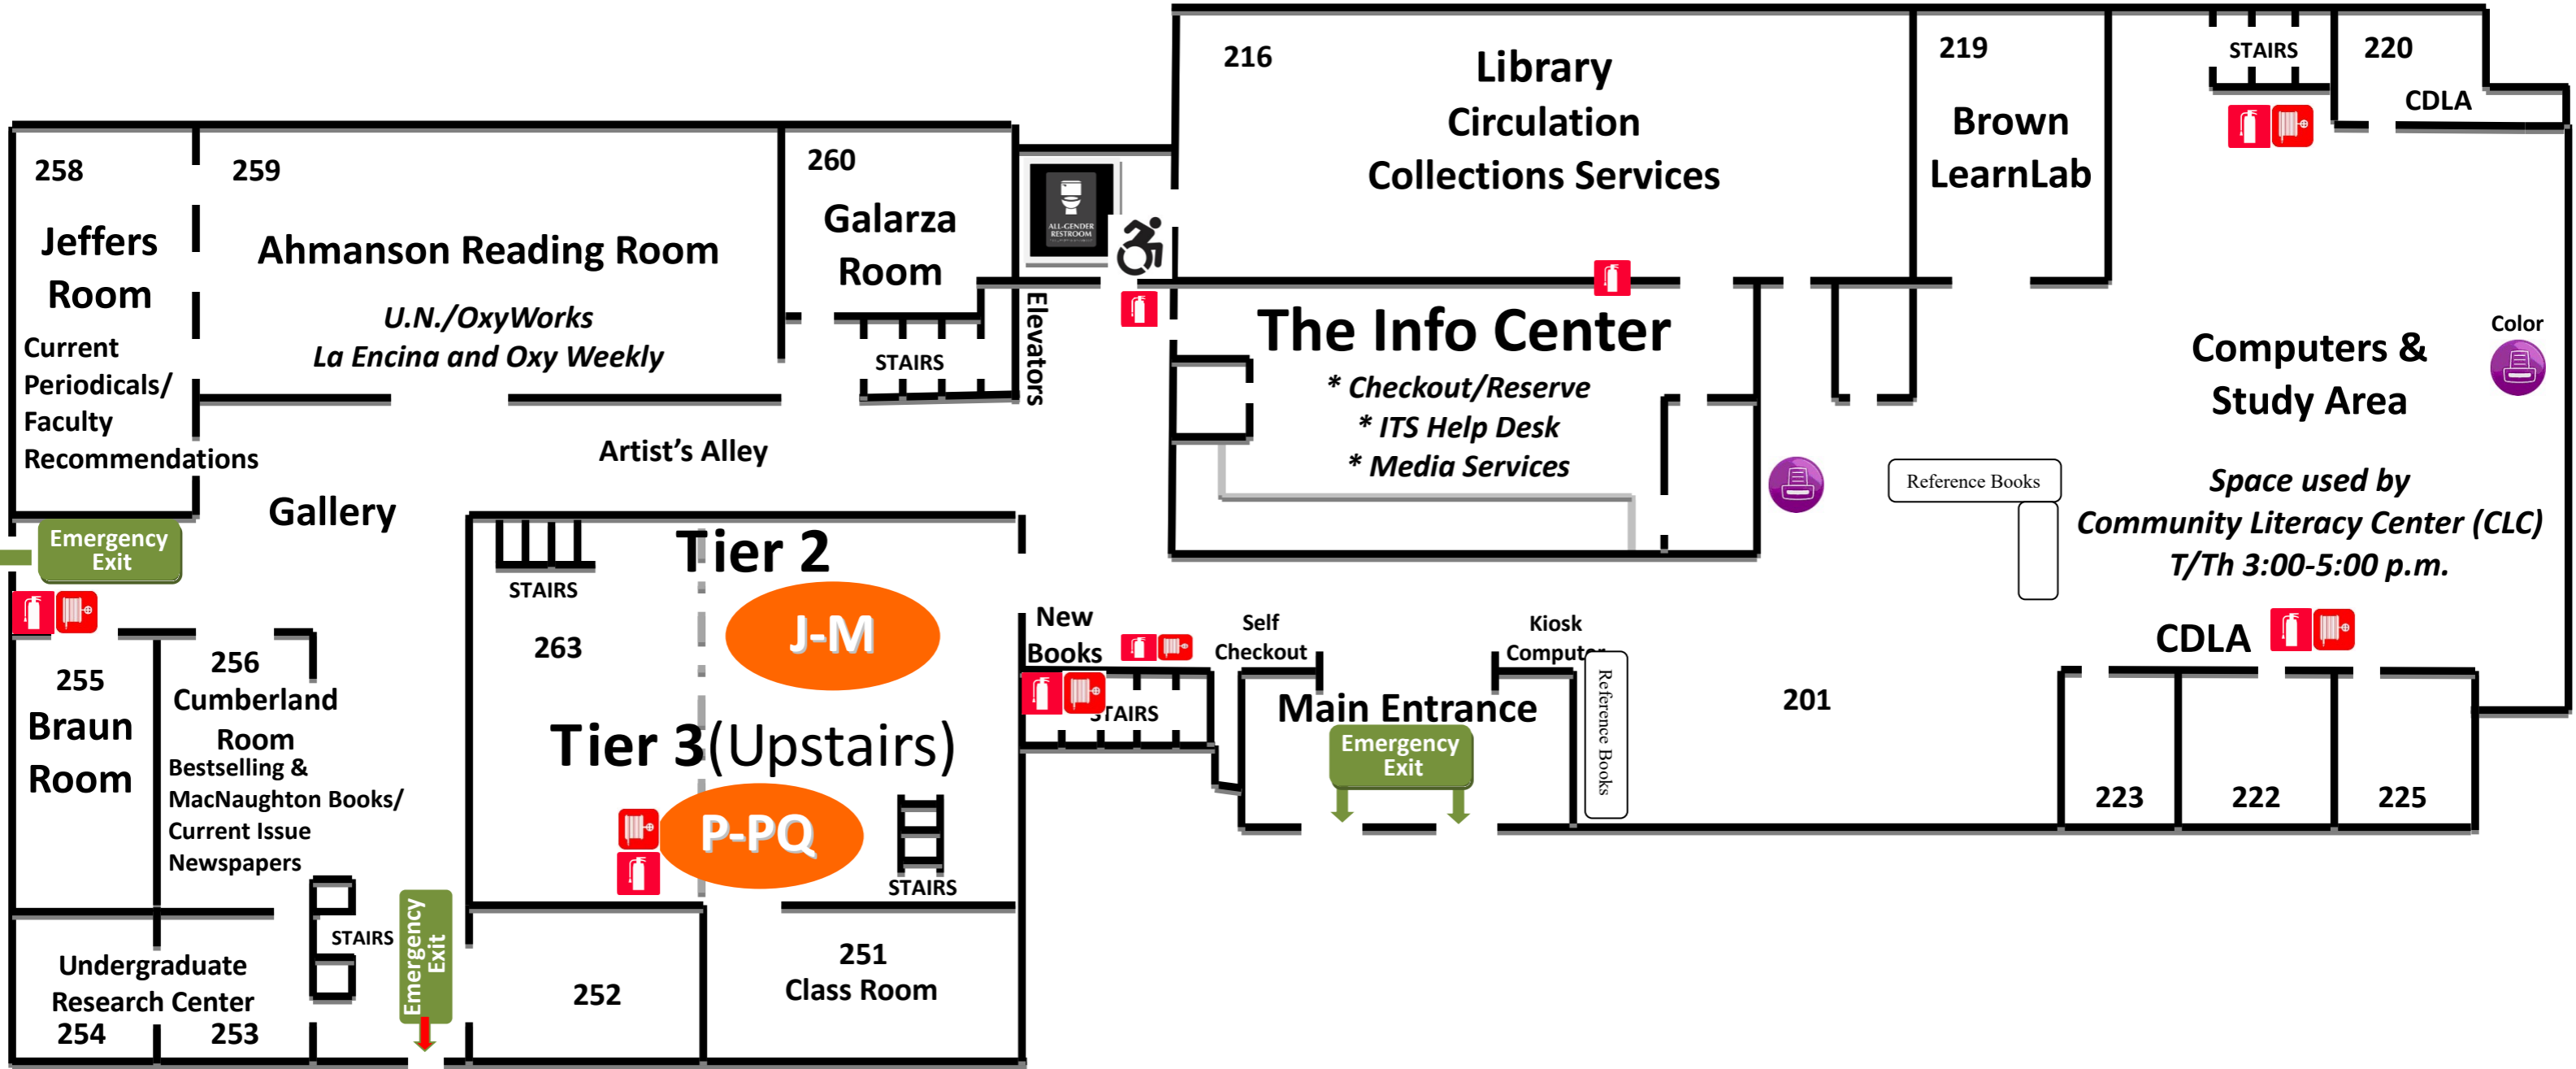 258
Jeffers
Room
Current
Periodicals/
Faculty
Recommendations
259
Ahmanson Reading Room
U.N./OxyWorks
La Encina and Oxy Weekly
260
Galarza
Room
STAIRS
ALL-GENDER
RESTROOM
Elevators
216
Library
Circulation
Collections Services
219
Brown
LearnLab
STAIRS
220
CDLA
The Info Center
* Checkout/Reserve
* ITS Help Desk
* Media Services
Color
Computers &
Study Area
Space used by
Community Literacy Center (CLC)
T/Th 3:00-5:00 p.m.
Reference Books
Artist's Alley
Gallery
Emergency
Exit
STAIRS
Tier 2
J-M
263
Tier 3(Upstairs)
P-PQ
STAIRS
New
Books
STAIRS
Self
Checkout
Kiosk
Computer
Main Entrance
Emergency
Exit
Reference Books
201
CDLA
223
222
225
255
Braun
Room
256
Cumberland
Room
Bestselling &
MacNaughton Books/
Current Issue
Newspapers
STAIRS
Emergency
Exit
Undergraduate
Research Center
254
253
252
251
Class Room